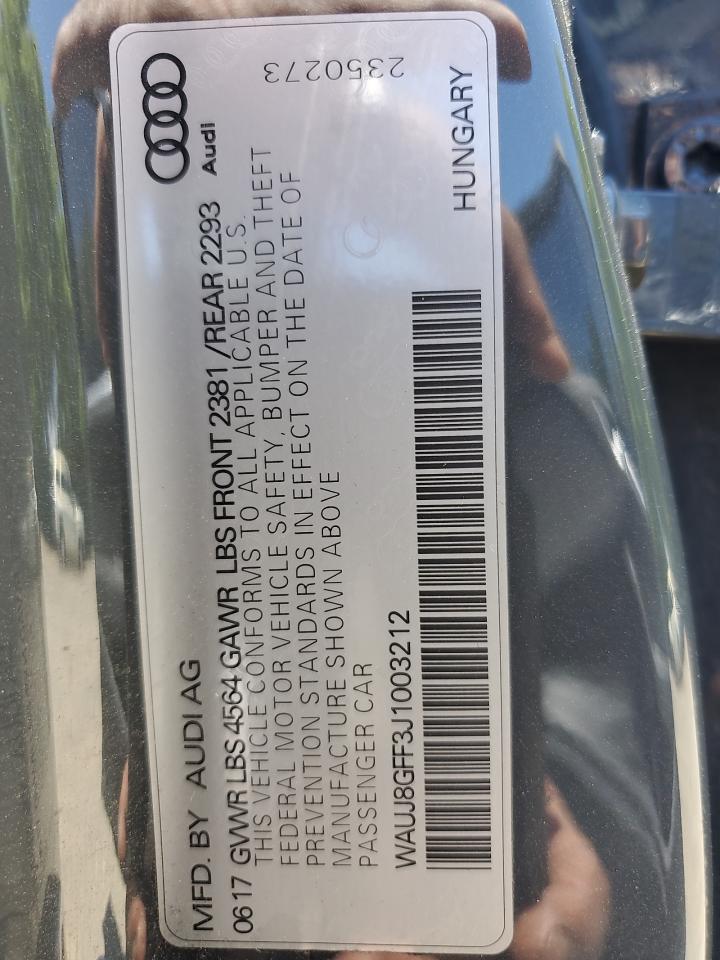 MFD. BY AUDI AG
Audi
06 17 GVWR LBS 4564 GAWR LBS FRONT 2381 /REAR 2293
THIS VEHICLE CONFORMS TO ALL APPLICABLE U.S.
FEDERAL MOTOR VEHICLE SAFETY, BUMPER AND THEFT
PREVENTION STANDARDS IN EFFECT ON THE DATE OF
MANUFACTURE SHOWN ABOVE
PASSENGER CAR
2350273
WAUJ8GFF3J1003212
HUNGARY